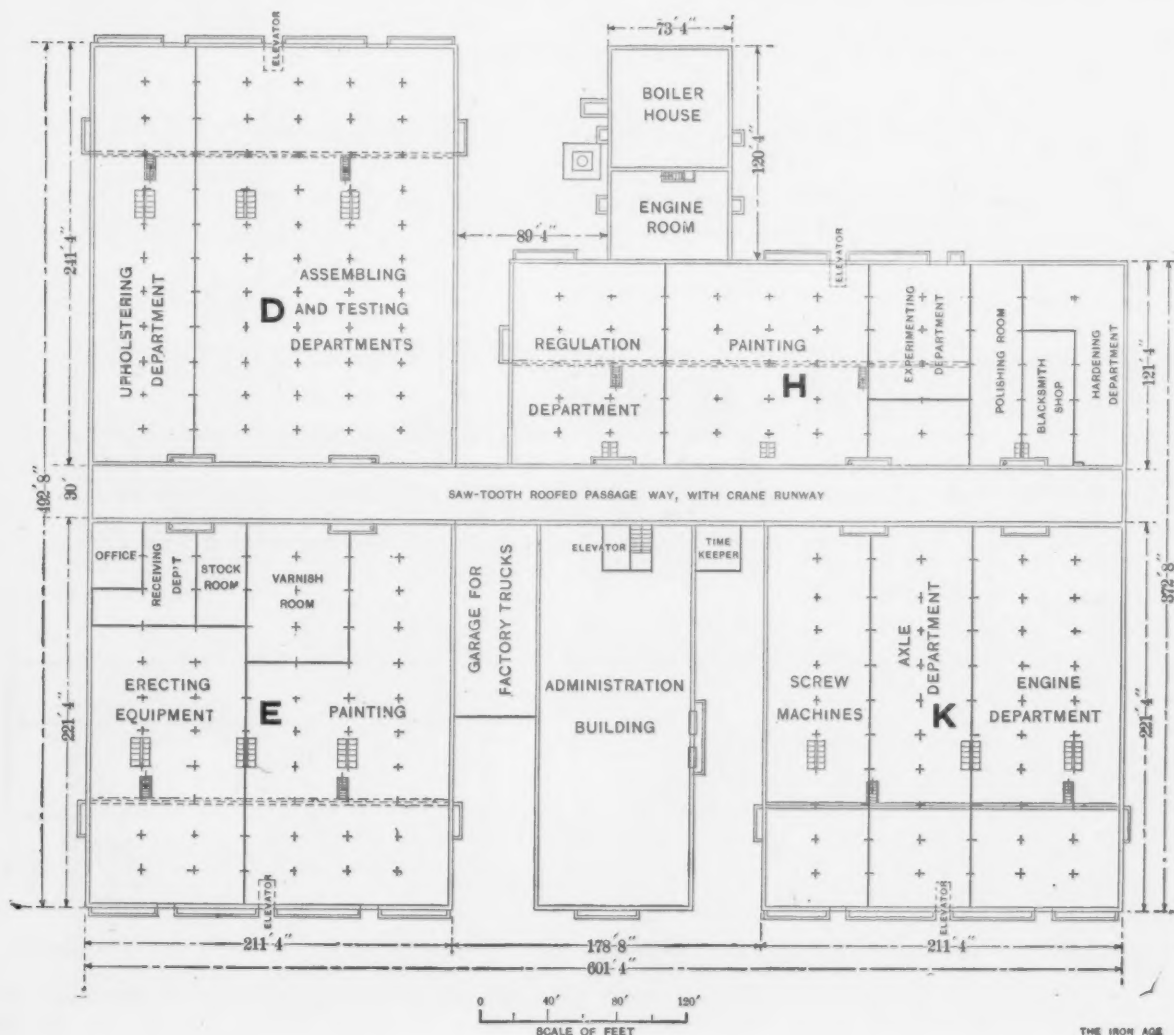 73'4"
ELEVATOR
BOILER
HOUSE
120'4"
ENGINE
ROOM
89'4"
241'4"
UPHOLSTERING
DEPARTMENT
D
ASSEMBLING
AND TESTING
DEPARTMENTS
ELEVATOR
REGULATION
DEPARTMENT
PAINTING
H
EXPERIMENTING
DEPARTMENT
POLISHING ROOM
BLACKSMITH
SHOP
HARDENING
DEPARTMENT
121'4"
492'8"
30'
SAW-TOOTH ROOFED PASSAGE WAY, WITH CRANE RUNWAY
OFFICE
RECEIVING
DEP'T
STOCK
ROOM
VARNISH
ROOM
GARAGE FOR
FACTORY TRUCKS
ELEVATOR
TIME
KEEPER
372'8"
ERECTING
EQUIPMENT
E
PAINTING
ADMINISTRATION
BUILDING
SCREW
MACHINES
AXLE
DEPARTMENT
K
ENGINE
DEPARTMENT
221'4"
221'4"
ELEVATOR
ELEVATOR
211'4"
178'8"
211'4"
601'4"
0 40' 80' 120'
SCALE OF FEET
THE IRON AGE